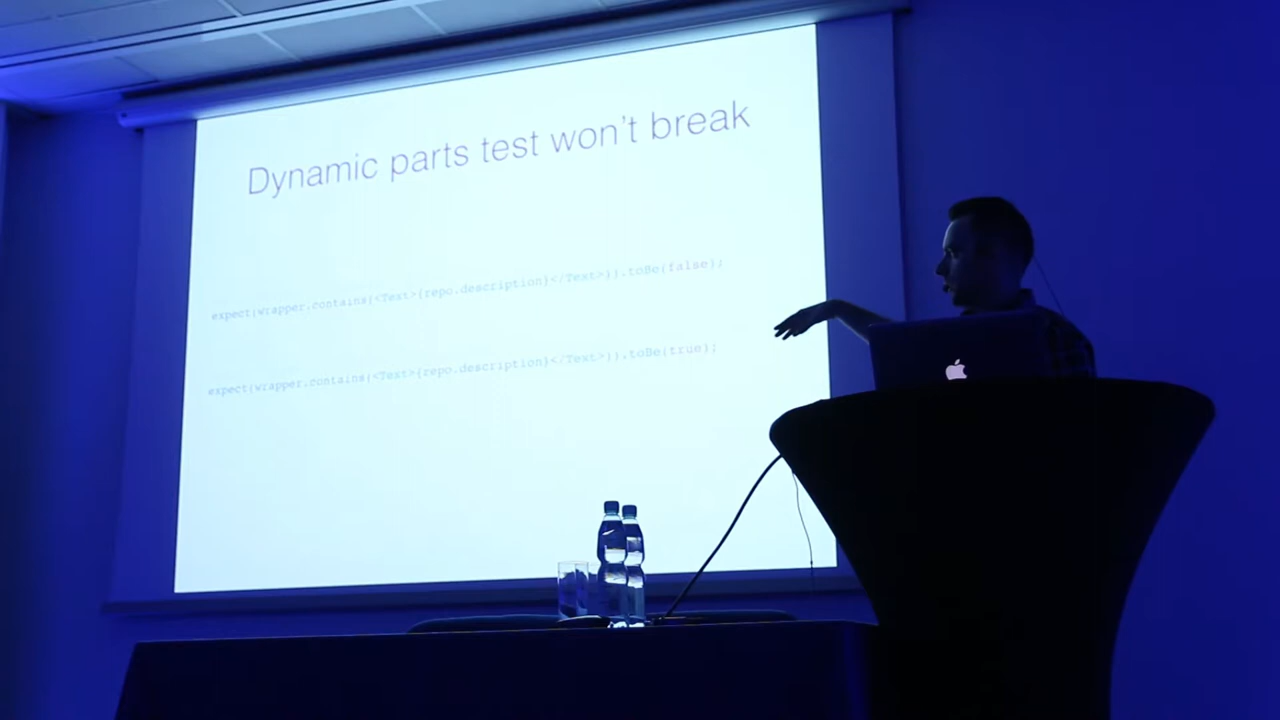 Dynamic parts test won't break
expect(wrapper.contains(<Text>{repo.description}</Text>)).toBe(false);
expect(wrapper.contains(<Text>{repo.description}</Text>)).toBe(true);